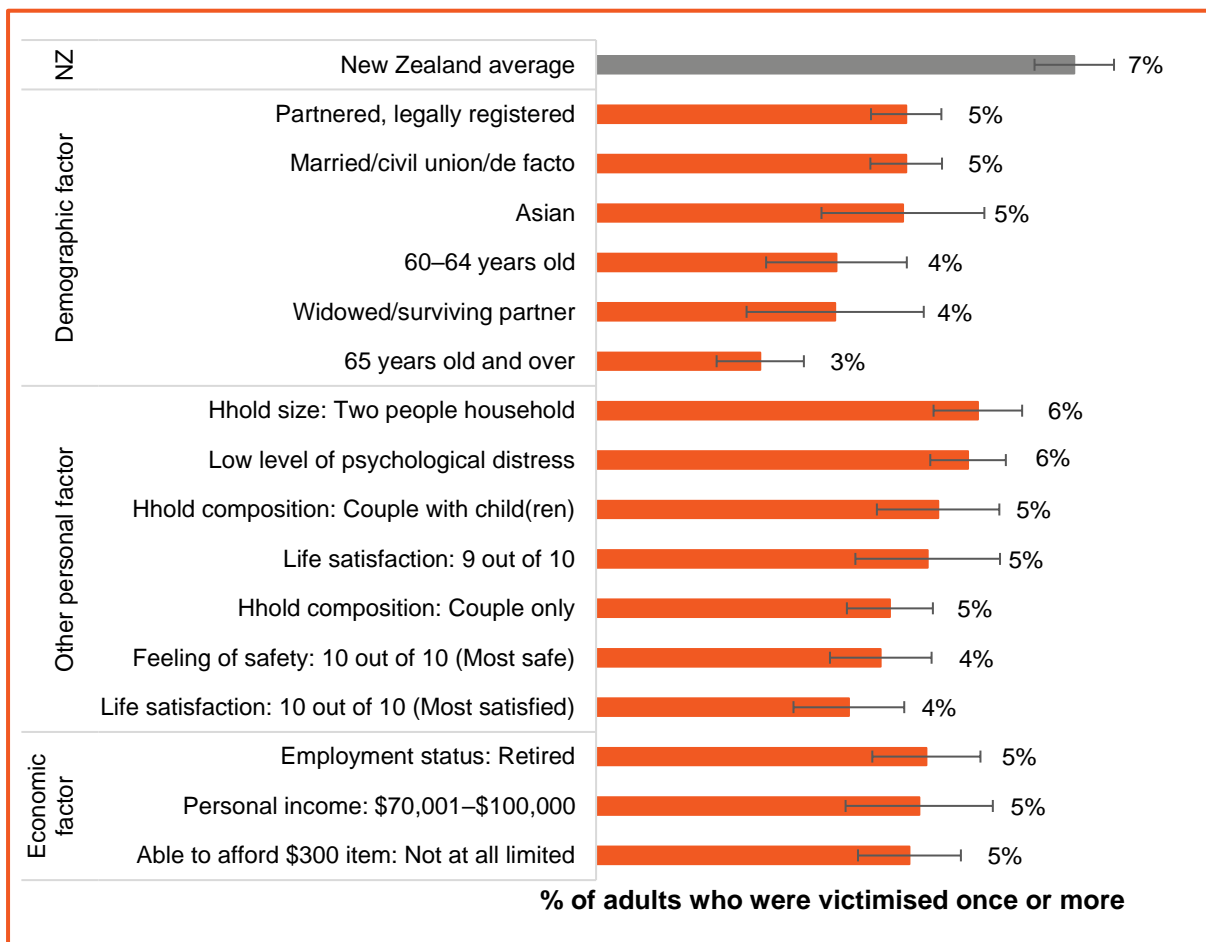 NZ
New Zealand average 7%
Demographic factor
Partnered, legally registered 5%
Married/civil union/de facto 5%
Asian 5%
60–64 years old 4%
Widowed/surviving partner 4%
65 years old and over 3%
Other personal factor
Hhold size: Two people household 6%
Low level of psychological distress 6%
Hhold composition: Couple with child(ren) 5%
Life satisfaction: 9 out of 10 5%
Hhold composition: Couple only 5%
Feeling of safety: 10 out of 10 (Most safe) 4%
Life satisfaction: 10 out of 10 (Most satisfied) 4%
Economic
factor
Employment status: Retired 5%
Personal income: $70,001–$100,000 5%
Able to afford $300 item: Not at all limited 5%
% of adults who were victimised once or more